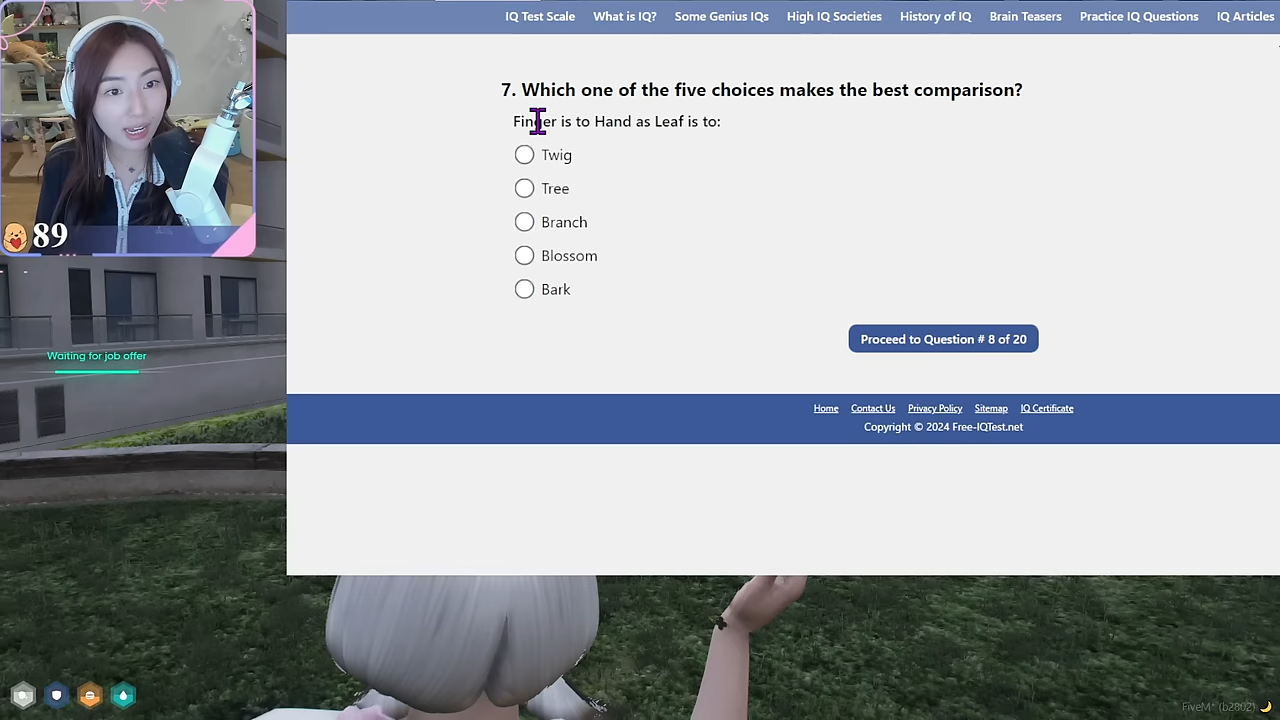 IQ Test Scale What is IQ? Some Genius IQs High IQ Societies History of IQ Brain Teasers Practice IQ Questions IQ Articles
7. Which one of the five choices makes the best comparison?
Finger is to Hand as Leaf is to:
Twig
Tree
Branch
Blossom
Bark
Proceed to Question # 8 of 20
Home Contact Us Privacy Policy Sitemap IQ Certificate
Copyright © 2024 Free-IQTest.net
89
Waiting for job offer
FiveM* (b2802)